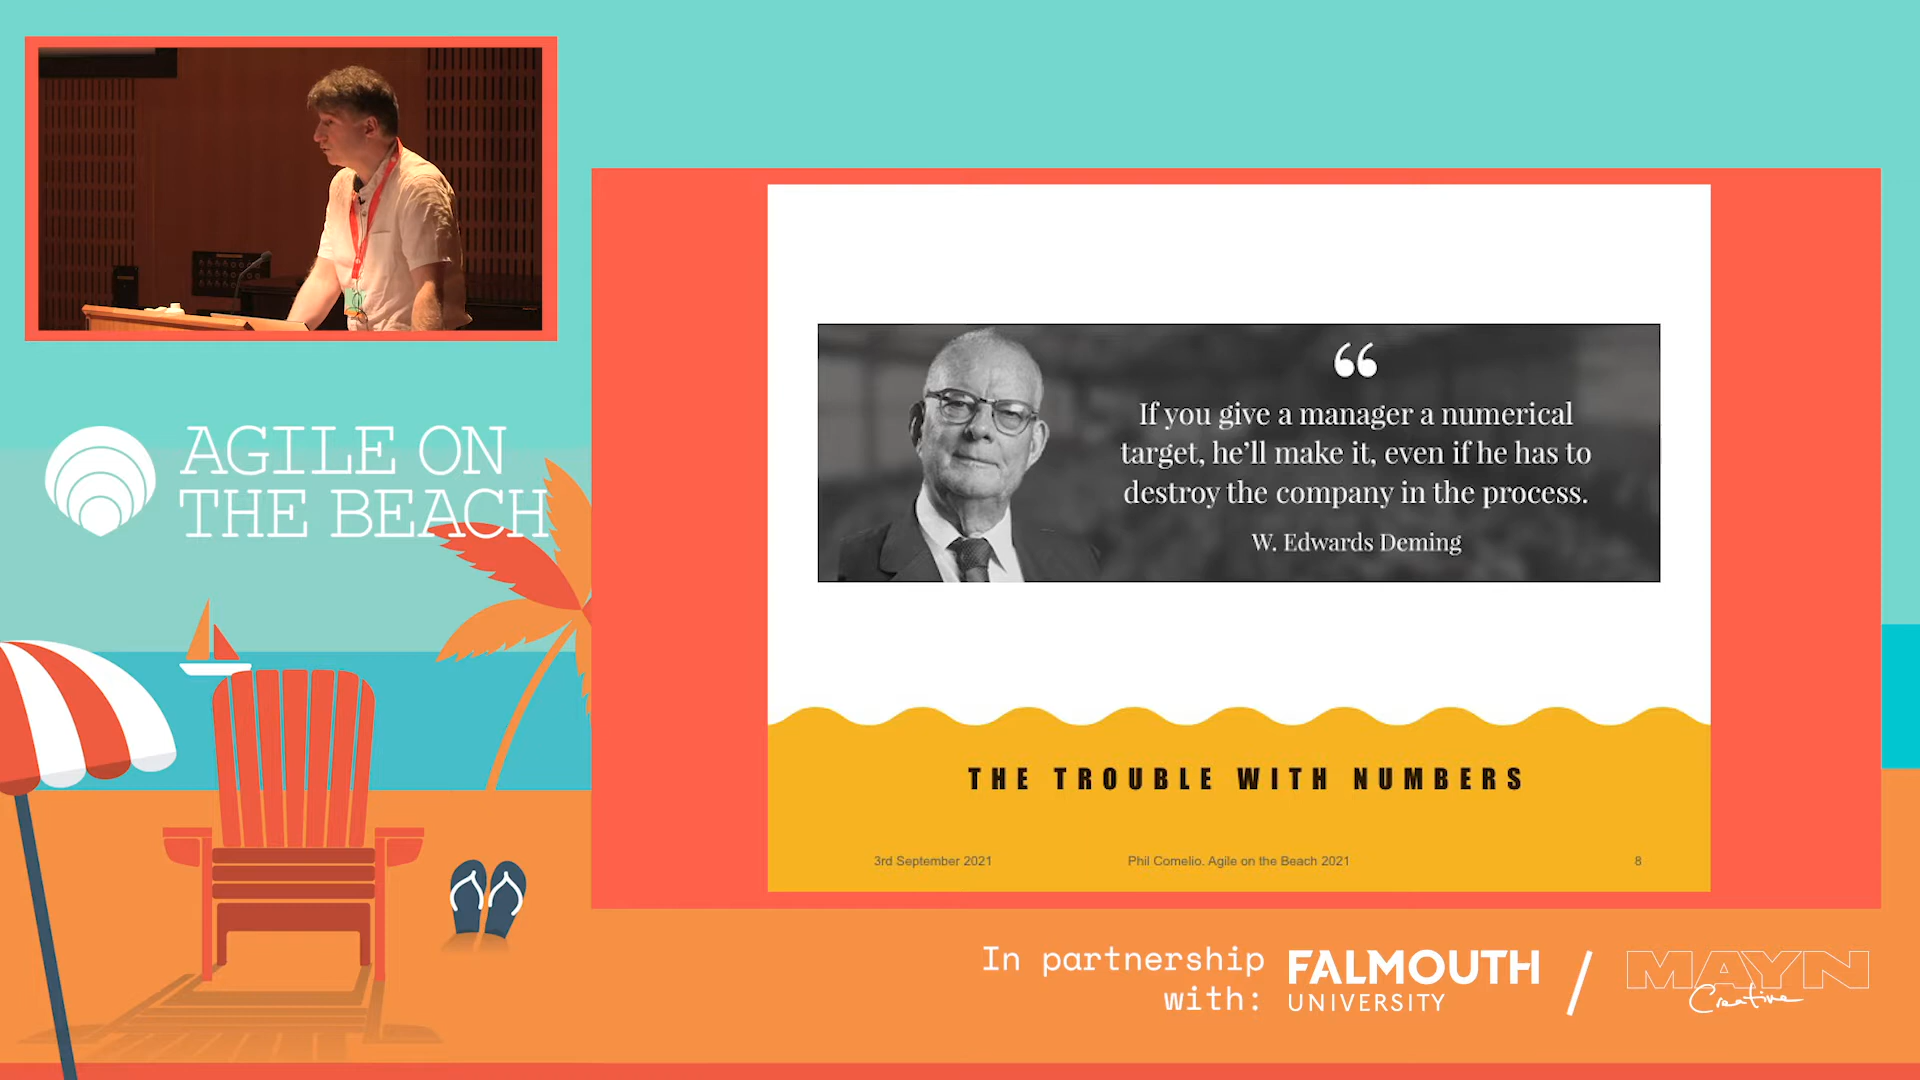 AGILE ON
THE BEACH
“
If you give a manager a numerical
target, he’ll make it, even if he has to
destroy the company in the process.
W. Edwards Deming
THE TROUBLE WITH NUMBERS
3rd September 2021
Phil Comelio. Agile on the Beach 2021
8
In partnership
with:
FALMOUTH
UNIVERSITY
/
MAYN
Creative